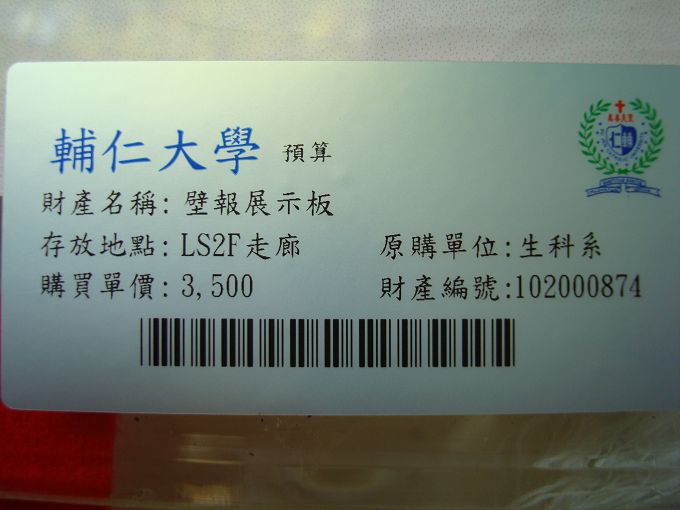 輔仁大學 預算
財產名稱: 壁報展示板
存放地點: LS2F走廊 原購單位:生科系
購買單價: 3,500 財產編號:102000874